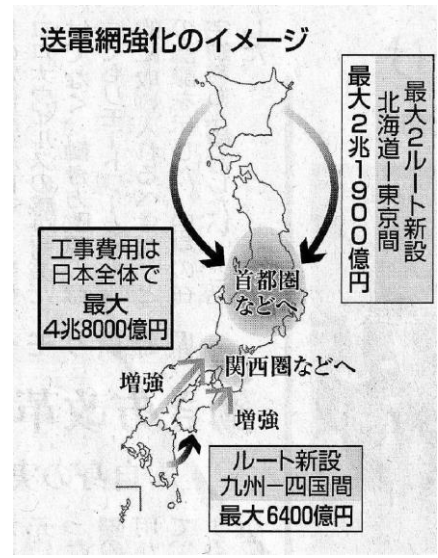 送電網強化のイメージ
最大2ルート新設
北海道―東京間
最大2兆1900億円
工事費用は
日本全体で
最大
4兆8000億円
首都圏
などへ
関西圏などへ
増強
増強
ルート新設
九州―四国間
最大6400億円